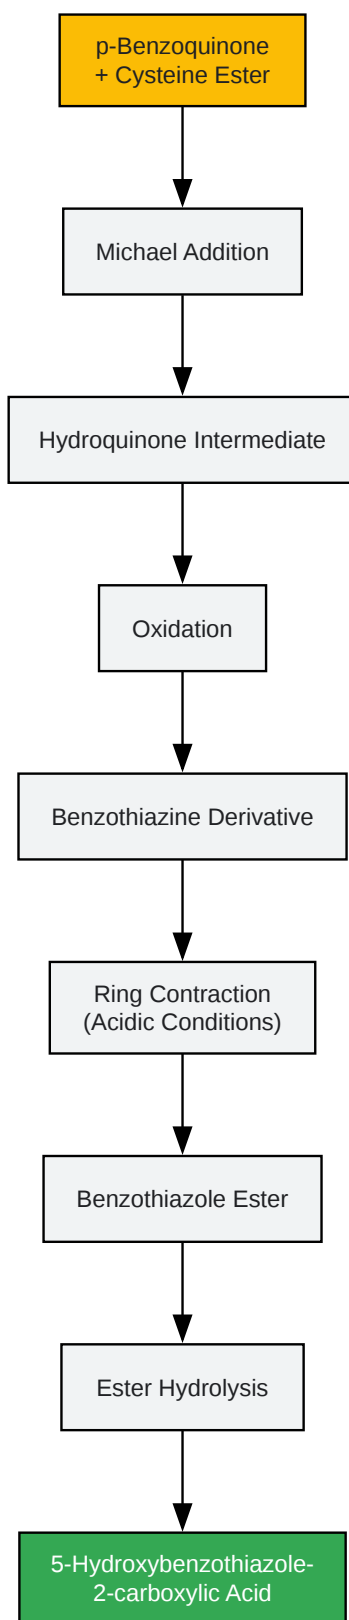 p-Benzoquinone
+ Cysteine Ester
Michael Addition
Hydroquinone Intermediate
Oxidation
Benzothiazine Derivative
Ring Contraction
(Acidic Conditions)
Benzothiazole Ester
Ester Hydrolysis
5-Hydroxybenzothiazole-
2-carboxylic Acid